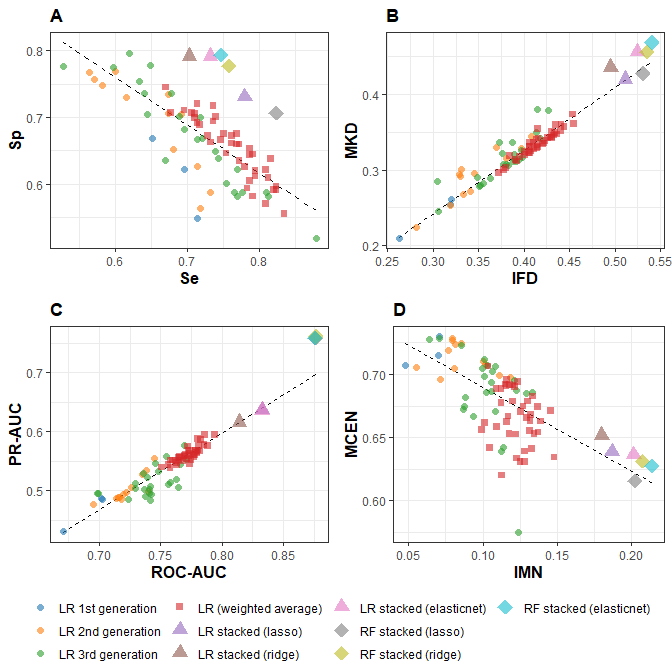 A
0.8
0.7
0.6
Sp
0.6
0.7
0.8
Se
B
0.4
0.3
0.2
MKD
0.25
0.30
0.35
0.40
0.45
0.50
0.55
IFD
C
0.7
0.6
0.5
PR-AUC
0.70
0.75
0.80
0.85
ROC-AUC
D
0.70
0.65
0.60
MCEN
0.05
0.10
0.15
0.20
IMN
LR 1st generation
LR 2nd generation
LR 3rd generation
LR (weighted average)
LR stacked (lasso)
LR stacked (ridge)
LR stacked (elasticnet)
RF stacked (lasso)
RF stacked (ridge)
RF stacked (elasticnet)